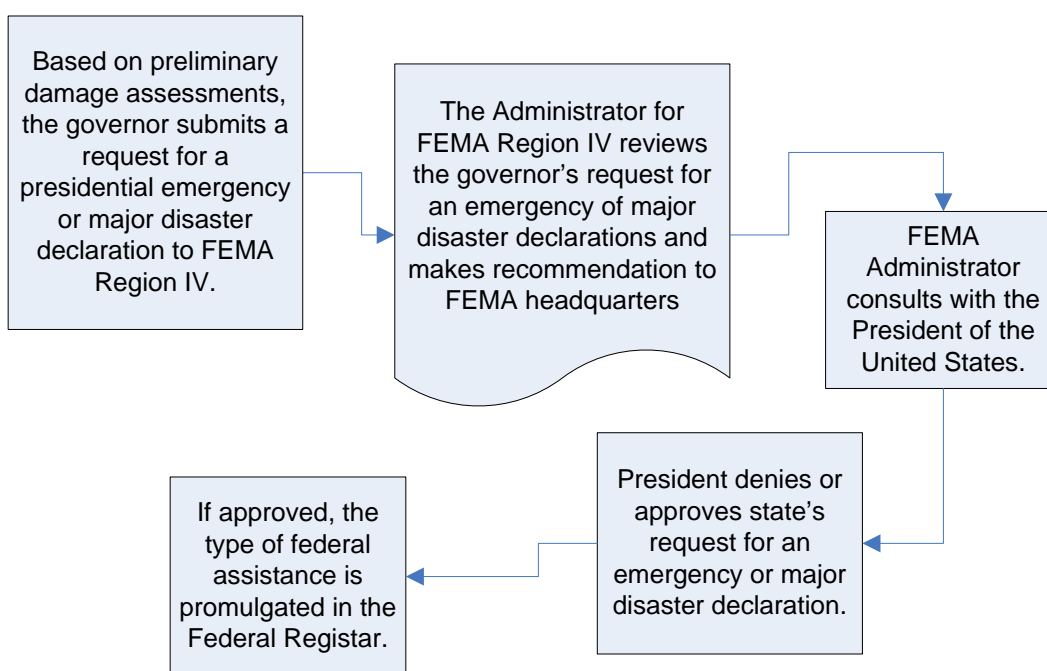 Based on preliminary
damage assessments,
the governor submits a
request for a
presidential emergency
or major disaster
declaration to FEMA
Region IV.
The Administrator for
FEMA Region IV reviews
the governor’s request for
an emergency of major
disaster declarations and
makes recommendation to
FEMA headquarters
FEMA
Administrator
consults with the
President of the
United States.
President denies or
approves state’s
request for an
emergency or major
disaster declaration.
If approved, the
type of federal
assistance is
promulgated in the
Federal Registar.